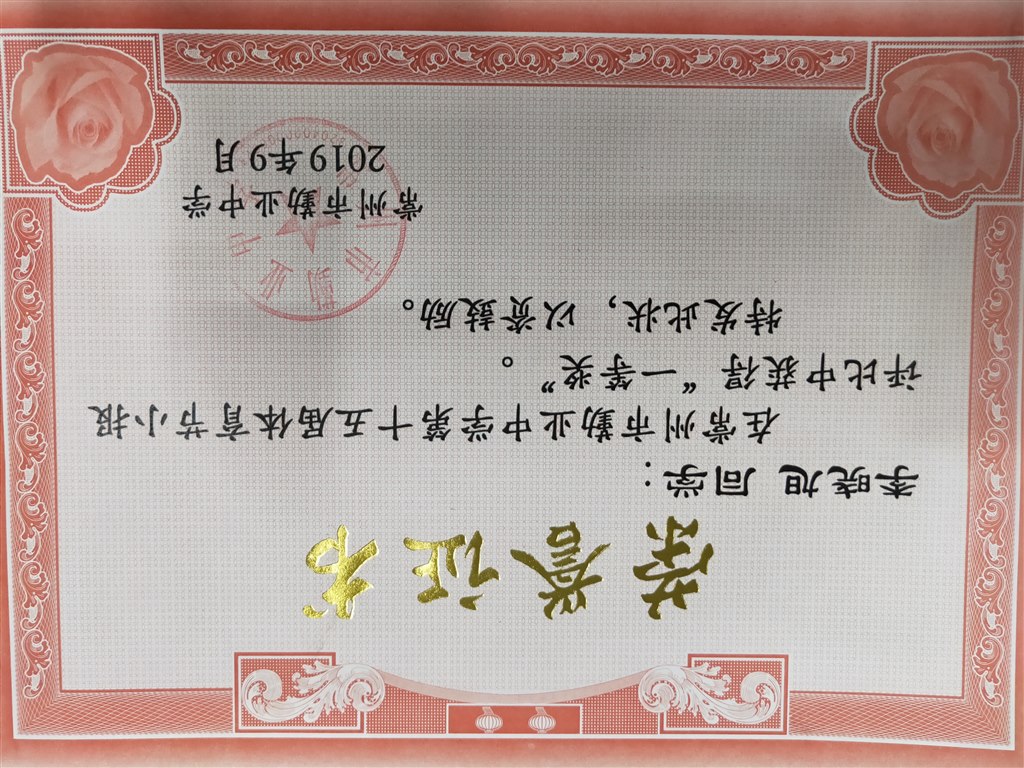 荣誉证书
李晓旭 同学：
在常州市勤业中学第十五届体育节小报
评比中获得“一等奖”。
特发此状，以资鼓励。
常州市勤业中学
2019年9月